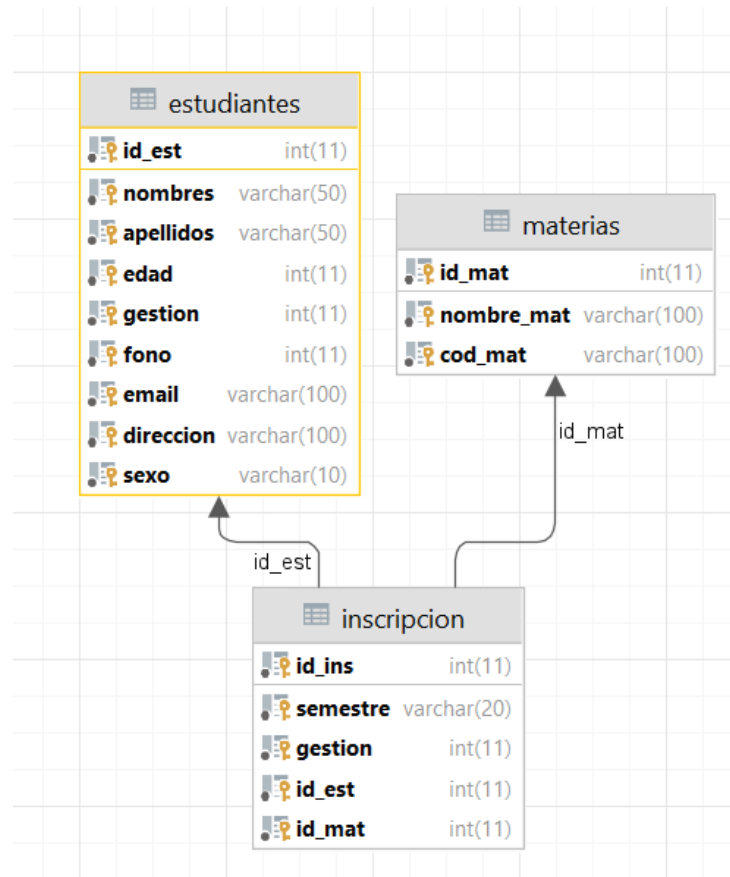 estudiantes
id_est int(11)
nombres varchar(50)
apellidos varchar(50)
edad int(11)
gestion int(11)
fono int(11)
email varchar(100)
direccion varchar(100)
sexo varchar(10)
materias
id_mat int(11)
nombre_mat varchar(100)
cod_mat varchar(100)
id_mat
id_est
inscripcion
id_ins int(11)
semestre varchar(20)
gestion int(11)
id_est int(11)
id_mat int(11)